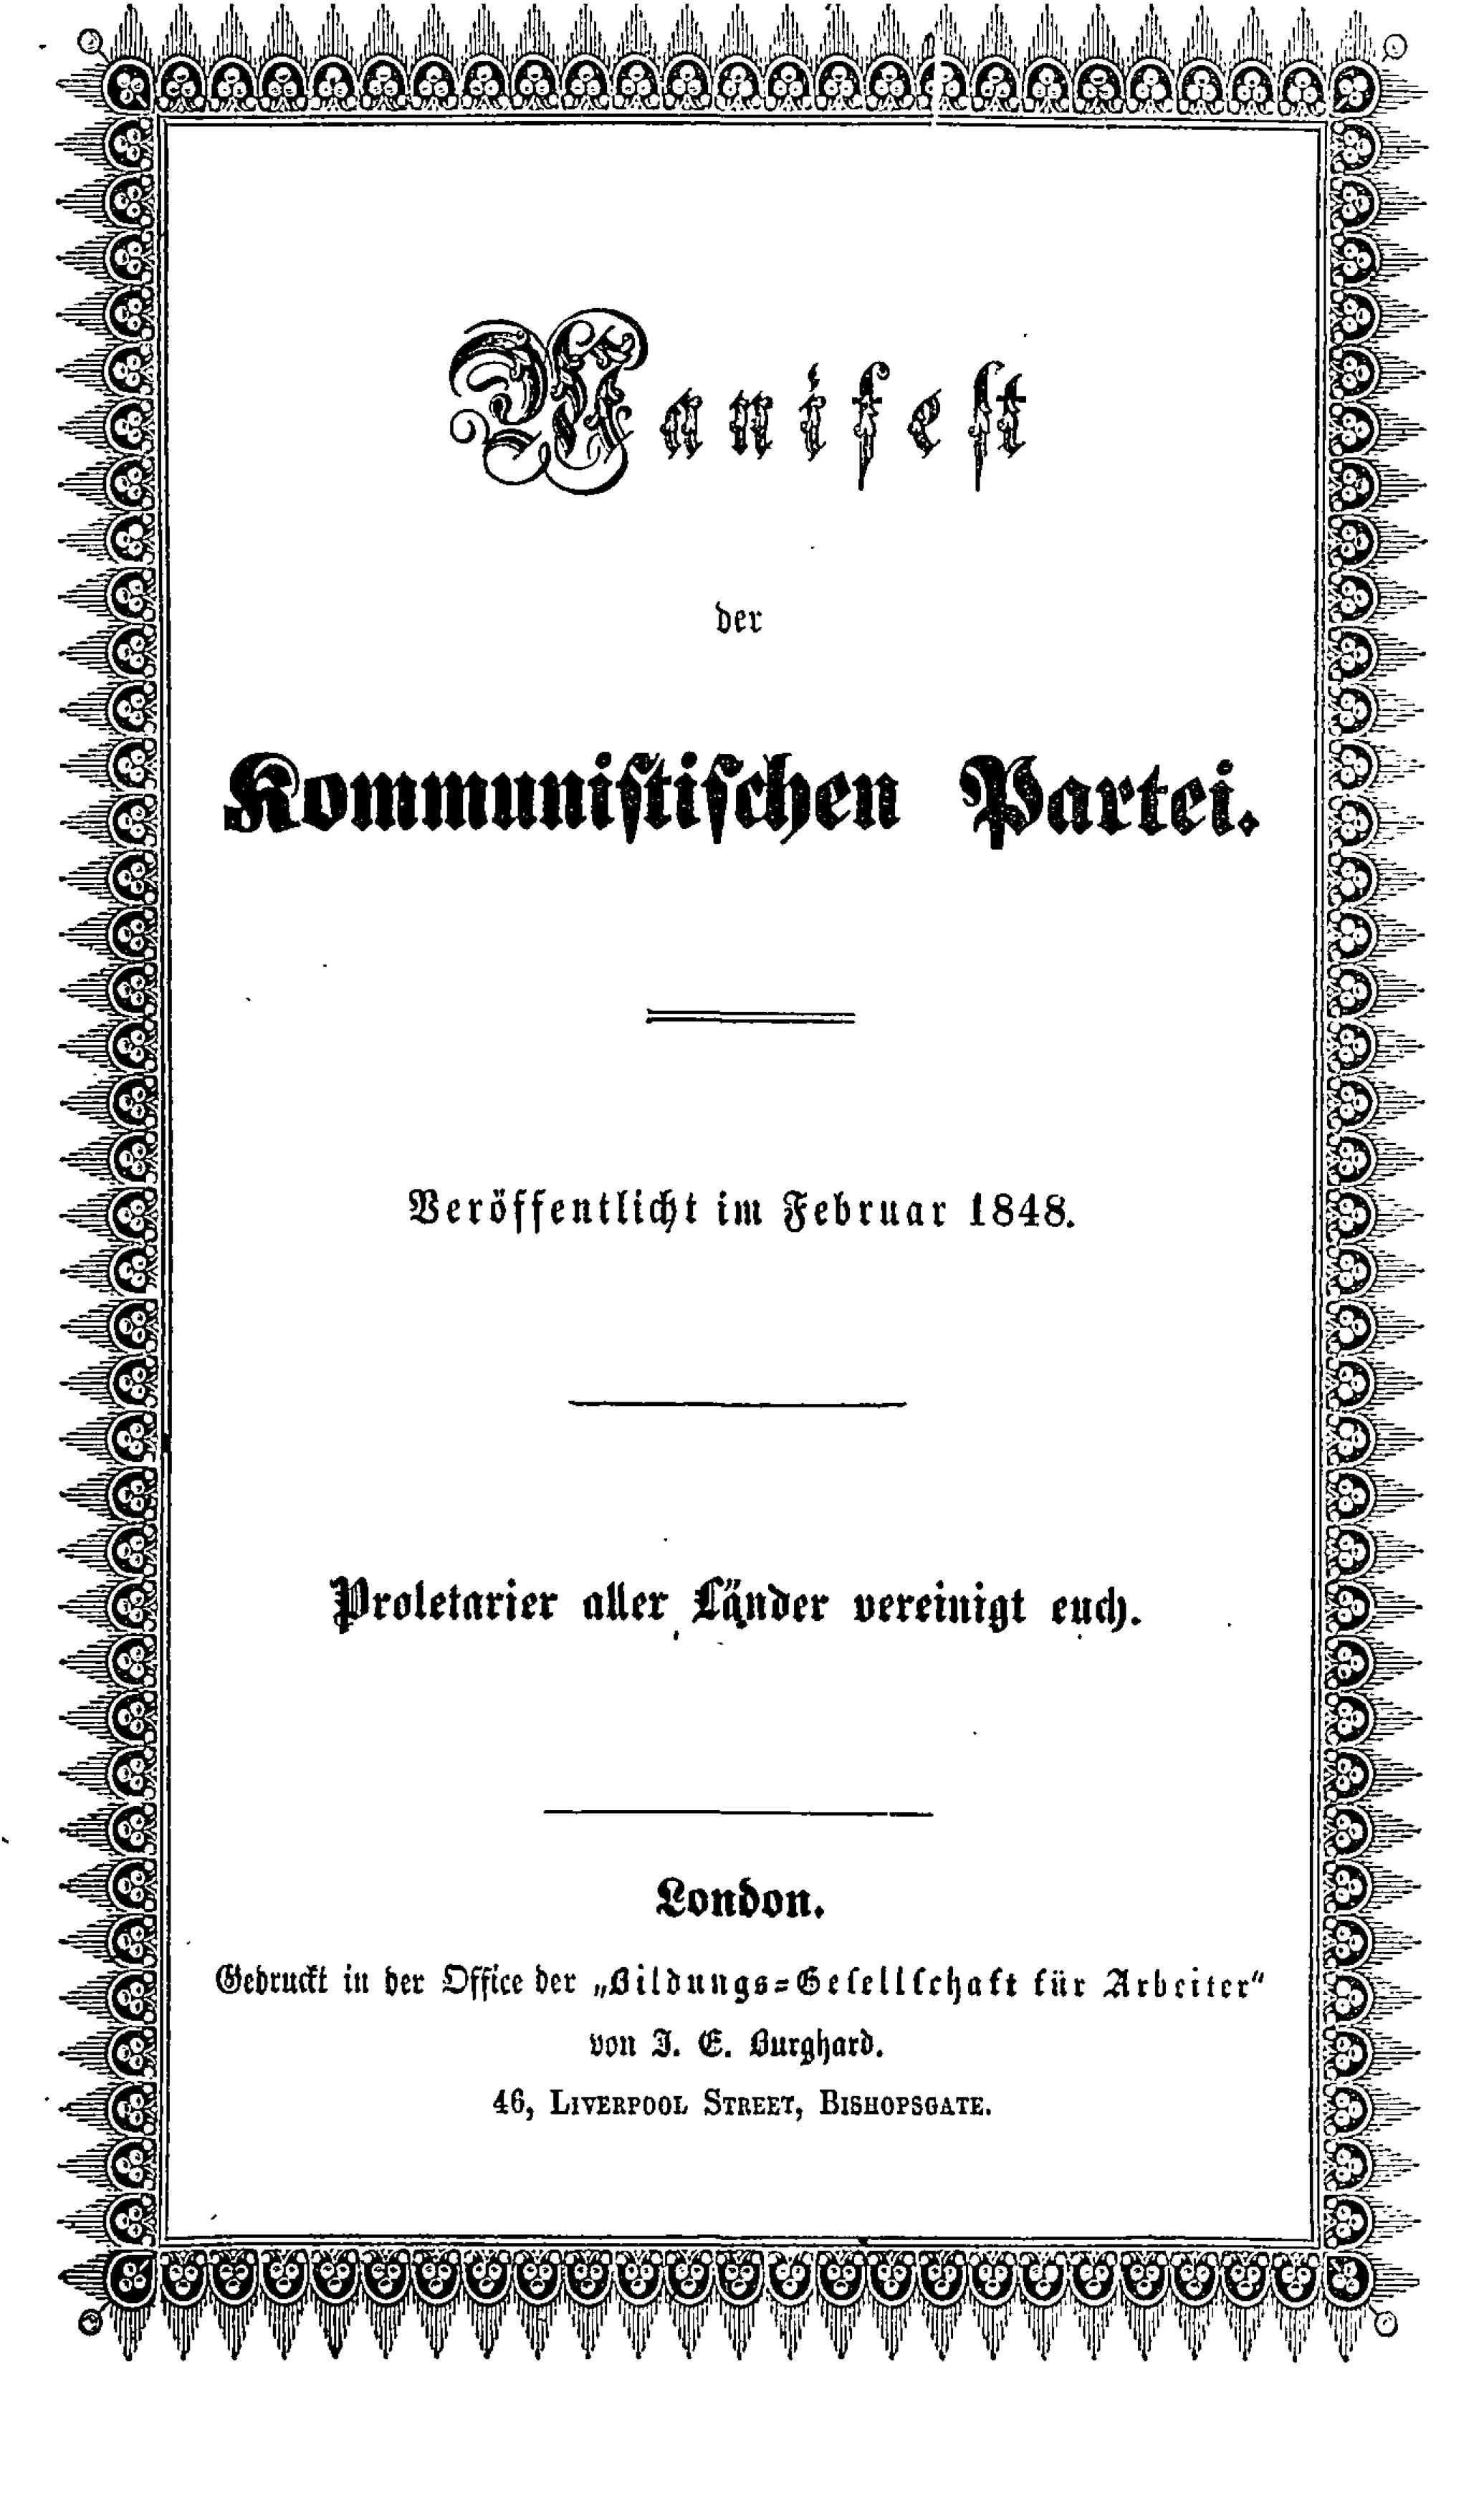 Manifest
der
Kommunistischen Partei.
Veröffentlicht im Februar 1848.
Proletarier aller Länder vereinigt euch.
London.
Gedruckt in der Office der „Bildungs=Gesellschaft für Arbeiter“
von I. E. Burghard.
46, LIVERPOOL STREET, BISHOPSGATE.